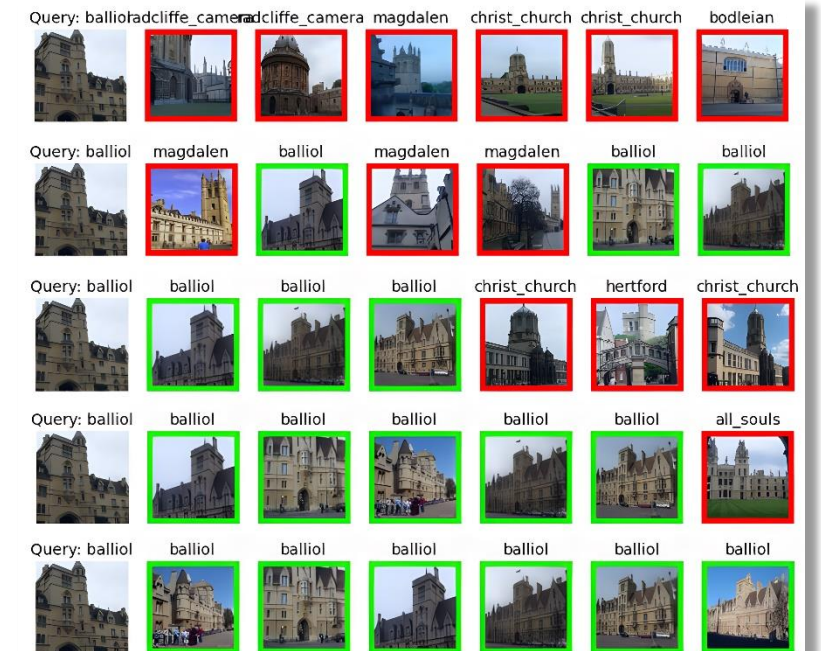 Query: balliol radcliffe_camera radcliffe_camera magdalen christ_church christ_church bodleian
Query: balliol magdalen balliol magdalen magdalen balliol balliol
Query: balliol balliol balliol balliol christ_church hertford christ_church
Query: balliol balliol balliol balliol balliol balliol all_souls
Query: balliol balliol balliol balliol balliol balliol balliol